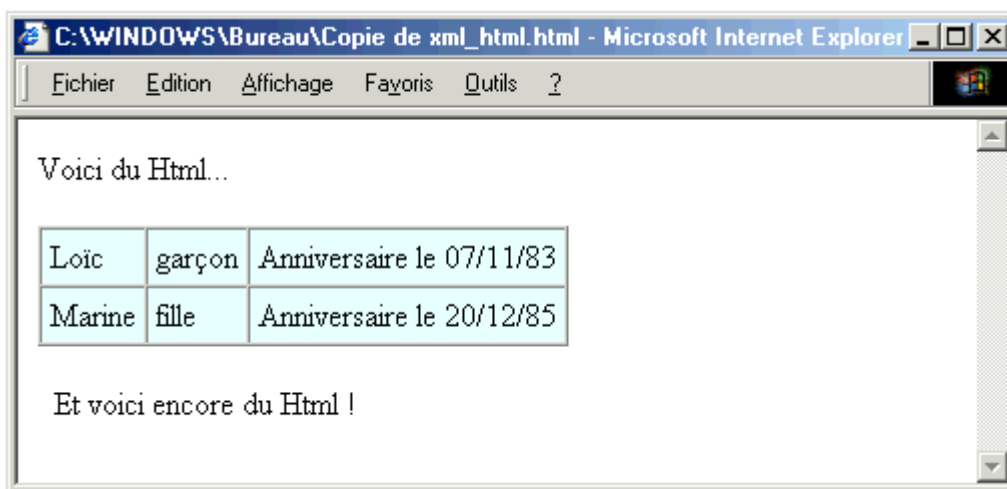 C:\WINDOWS\Bureau\Copie de xml_html.html - Microsoft Internet Explorer
Fichier Edition Affichage Favoris Outils ?
Voici du Html...
Loïc garçon Anniversaire le 07/11/83
Marine fille Anniversaire le 20/12/85
Et voici encore du Html !